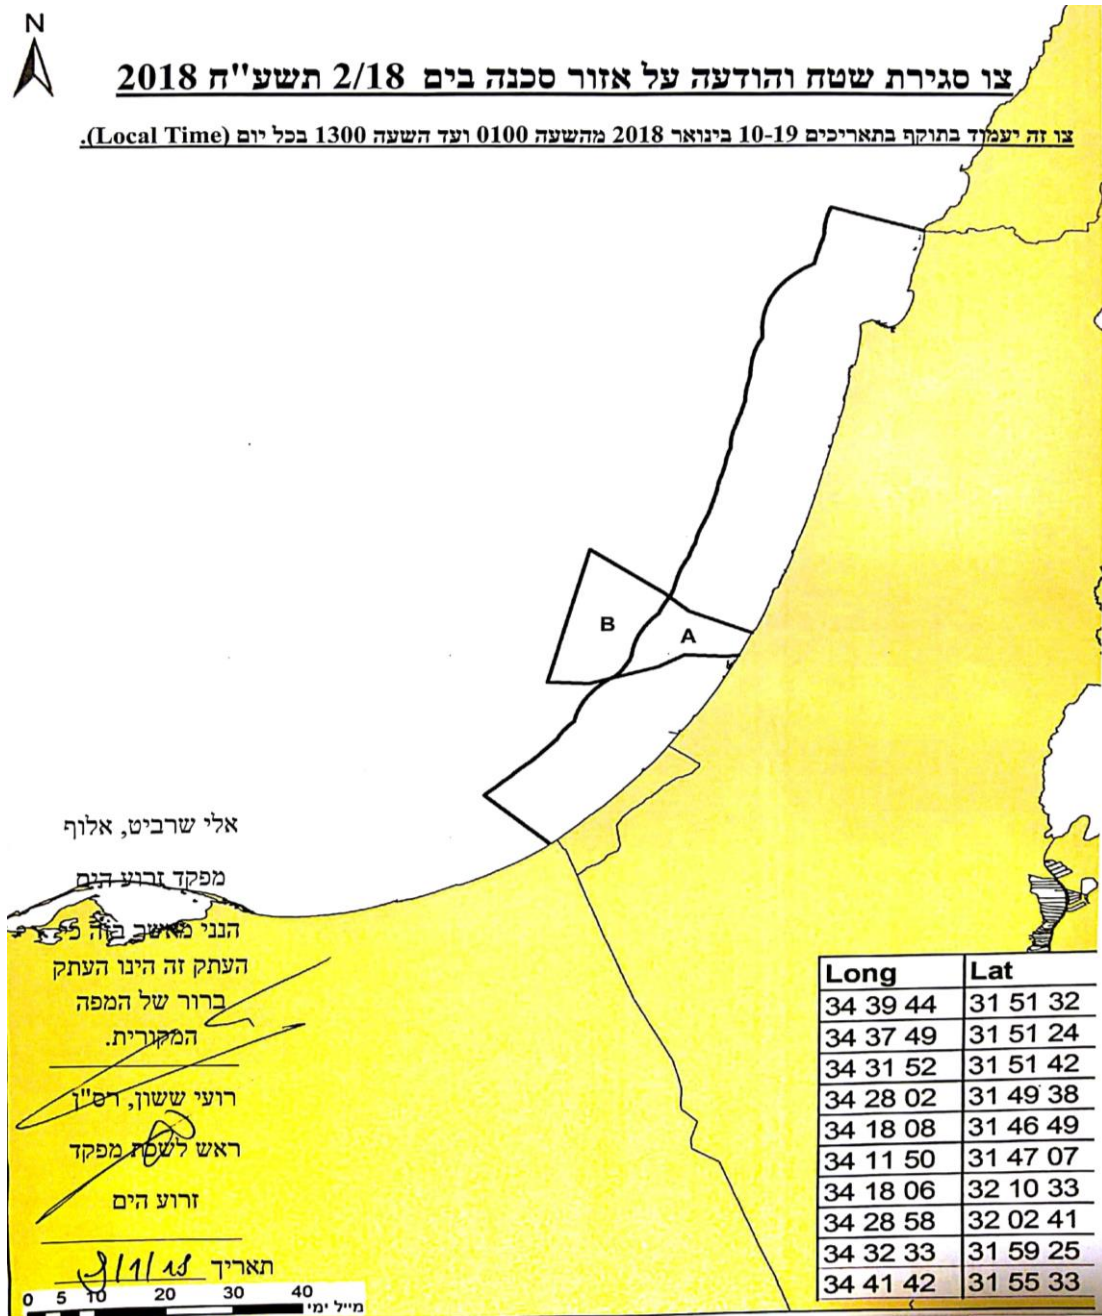 N
צו סגירת שטח והודעה על אזור סכנה בים 2/18 תשע"ח 2018
צו זה יעמוד בתוקף בתאריכים 10-19 בינואר 2018 מהשעה 0100 ועד השעה 1300 בכל יום (Local Time).
B
A
אלי שרביט, אלוף
מפקד זרוע הים
הנני מאשר בזה כי
העתק זה הינו העתק
ברור של המפה
המקורית.
רועי ששון, רס"ן
ראש לשכת מפקד
זרוע הים
תאריך 9/1/18
0 5 10 20 30 40
מייל ימי
Long Lat
34 39 44 31 51 32
34 37 49 31 51 24
34 31 52 31 51 42
34 28 02 31 49 38
34 18 08 31 46 49
34 11 50 31 47 07
34 18 06 32 10 33
34 28 58 32 02 41
34 32 33 31 59 25
34 41 42 31 55 33